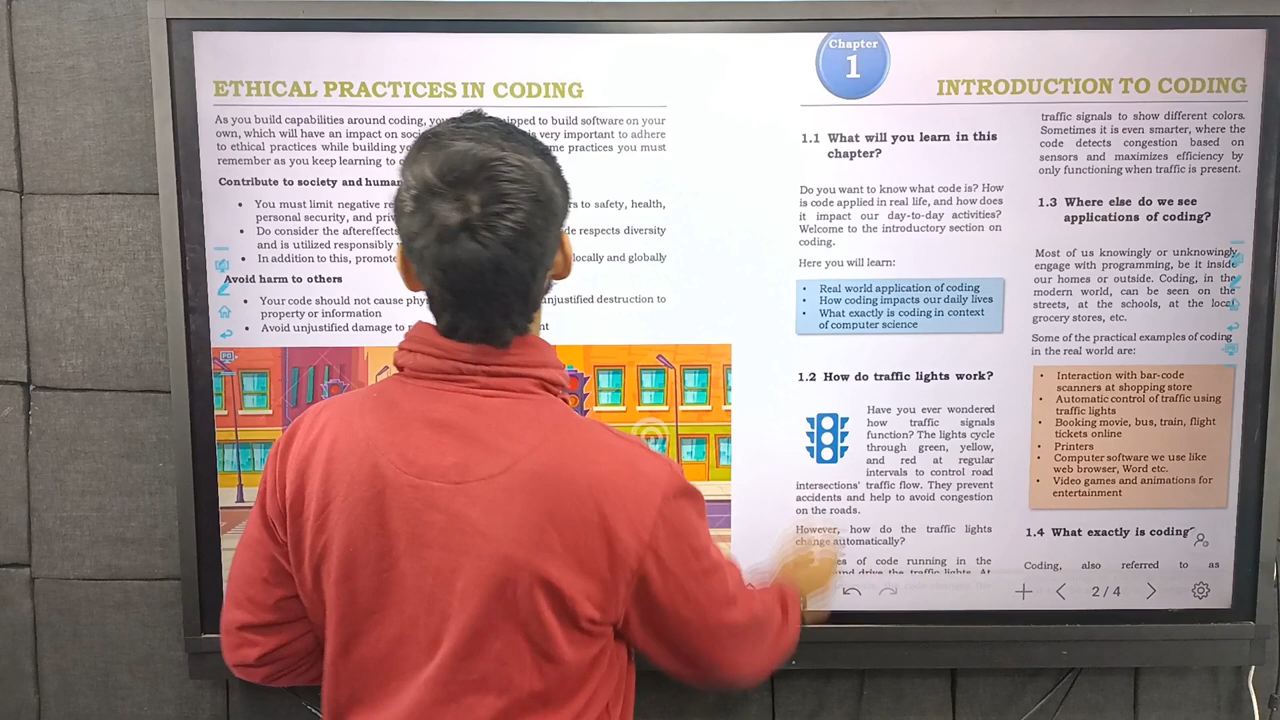 ETHICAL PRACTICES IN CODING
As you build capabilities around coding, ipped to build software on your
own, which will have an impact on is very important to adhere
to ethical practices while building practices you must
remember as you keep learning to
Contribute to society and
You must limit negative to safety, health,
personal security, and
Do consider the aftereffects respects diversity
and is utilized responsibly
In addition to this, locally and globally
Avoid harm to others
Your code should not cause unjustified destruction to
property or information
Avoid unjustified damage to
Chapter
1
INTRODUCTION TO CODING
1.1 What will you learn in this
chapter?
Do you want to know what code is? How
is code applied in real life, and how does
it impact our day-to-day activities?
Welcome to the introductory section on
coding.
Here you will learn:
• Real world application of coding
• How coding impacts our daily lives
• What exactly is coding in context
of computer science
1.2 How do traffic lights work?
Have you ever wondered
how traffic signals
function? The lights cycle
through green, yellow,
and red at regular
intervals to control road
intersections' traffic flow. They prevent
accidents and help to avoid congestion
on the roads.
However, how do the traffic lights
change automatically?
of code running in the
drive the traffic lights. At
traffic signals to show different colors.
Sometimes it is even smarter, where the
code detects congestion based on
sensors and maximizes efficiency by
only functioning when traffic is present.
1.3 Where else do we see
applications of coding?
Most of us knowingly or unknowingly
engage with programming, be it inside
our homes or outside. Coding, in the
modern world, can be seen on the
streets, at the schools, at the local
grocery stores, etc.
Some of the practical examples of coding
in the real world are:
• Interaction with bar-code
scanners at shopping store
• Automatic control of traffic using
traffic lights
• Booking movie, bus, train, flight
tickets online
• Printers
• Computer software we use like
web browser, Word etc.
• Video games and animations for
entertainment
1.4 What exactly is coding
Coding, also referred to as
2/4